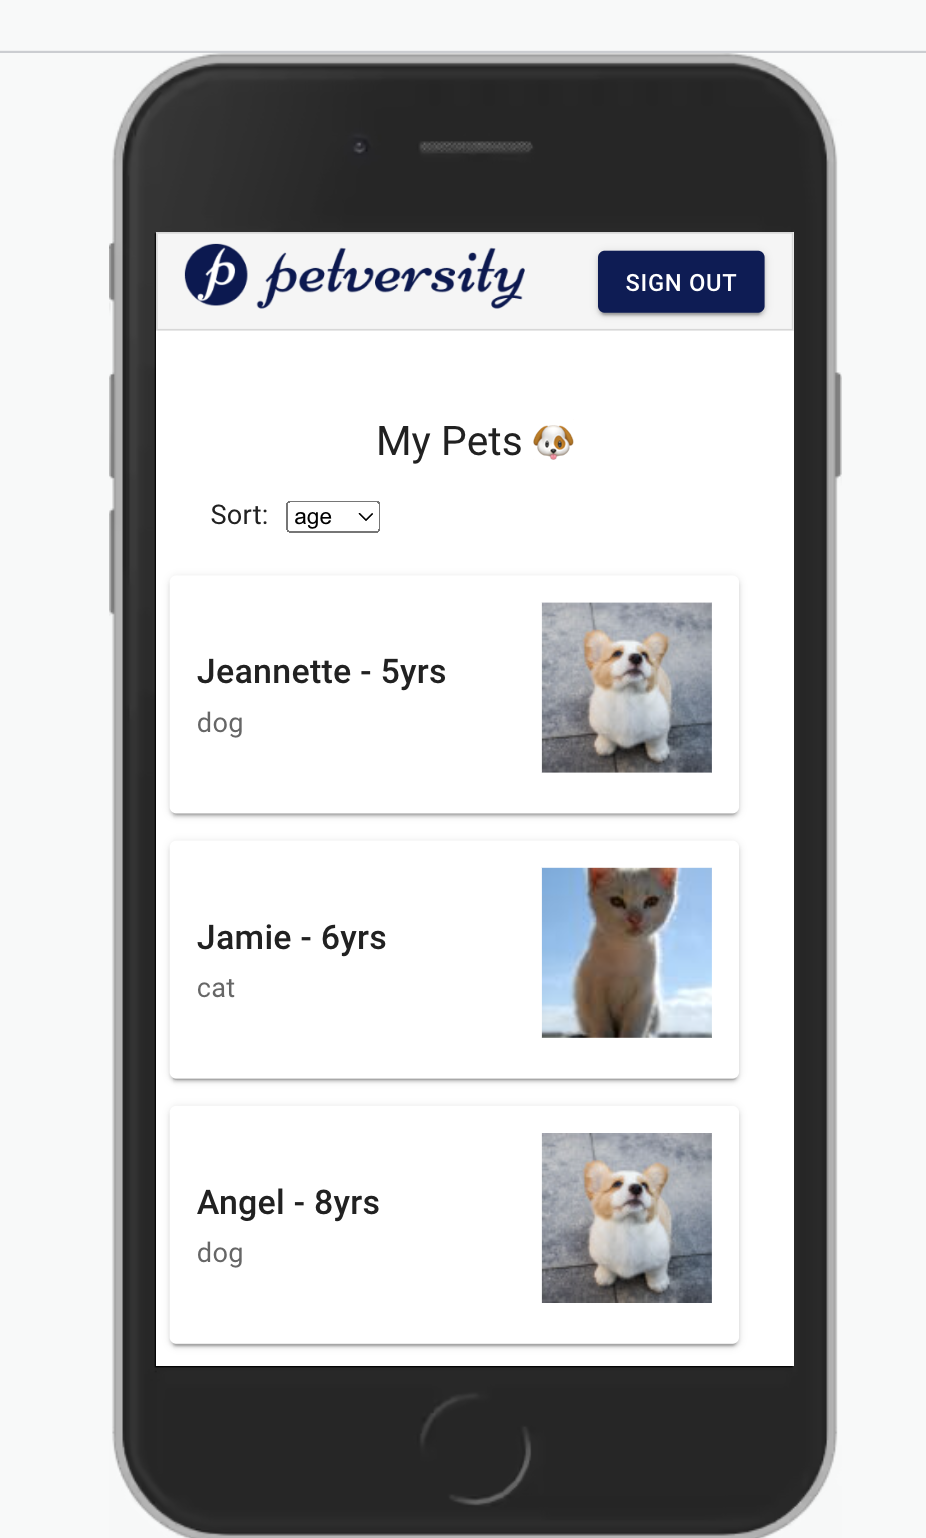 petversity
SIGN OUT
My Pets 🐶
Sort: age
Jeannette - 5yrs
dog
Jamie - 6yrs
cat
Angel - 8yrs
dog